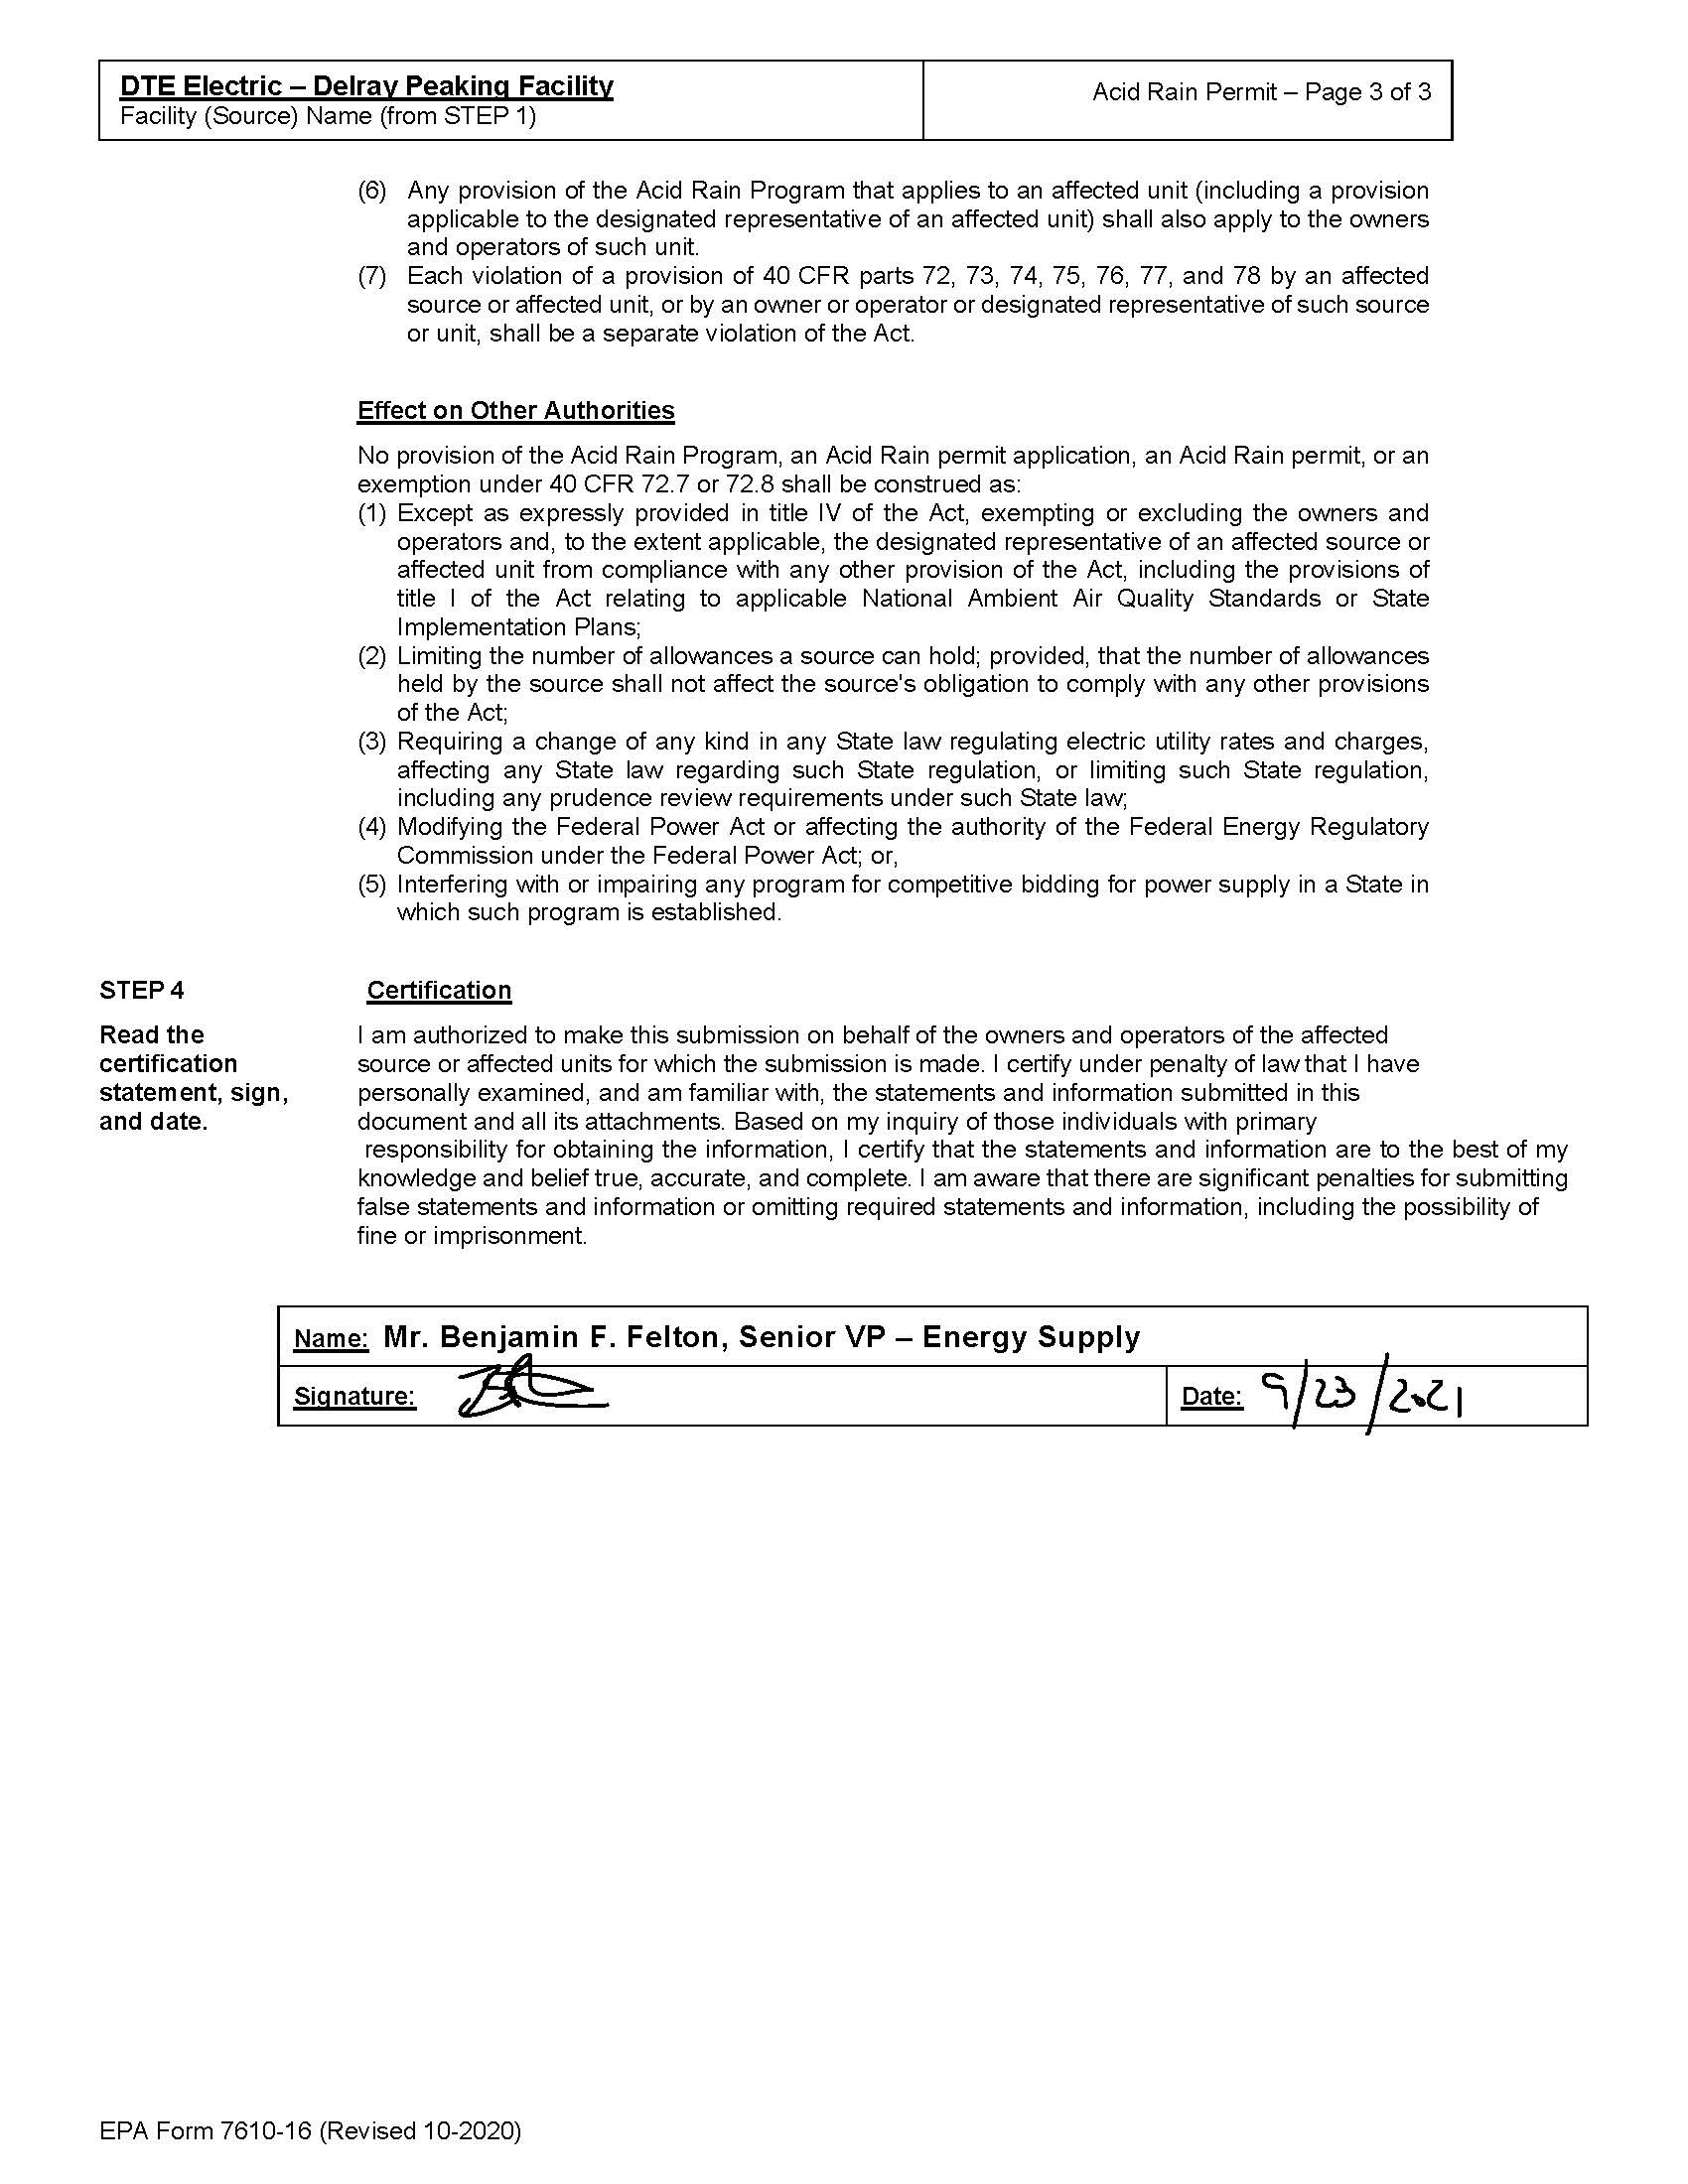 DTE Electric – Delray Peaking Facility
Facility (Source) Name (from STEP 1)
Acid Rain Permit – Page 3 of 3
(6) Any provision of the Acid Rain Program that applies to an affected unit (including a provision
applicable to the designated representative of an affected unit) shall also apply to the owners
and operators of such unit.
(7) Each violation of a provision of 40 CFR parts 72, 73, 74, 75, 76, 77, and 78 by an affected
source or affected unit, or by an owner or operator or designated representative of such source
or unit, shall be a separate violation of the Act.
Effect on Other Authorities
No provision of the Acid Rain Program, an Acid Rain permit application, an Acid Rain permit, or an
exemption under 40 CFR 72.7 or 72.8 shall be construed as:
(1) Except as expressly provided in title IV of the Act, exempting or excluding the owners and
operators and, to the extent applicable, the designated representative of an affected source or
affected unit from compliance with any other provision of the Act, including the provisions of
title I of the Act relating to applicable National Ambient Air Quality Standards or State
Implementation Plans;
(2) Limiting the number of allowances a source can hold; provided, that the number of allowances
held by the source shall not affect the source's obligation to comply with any other provisions
of the Act;
(3) Requiring a change of any kind in any State law regulating electric utility rates and charges,
affecting any State law regarding such State regulation, or limiting such State regulation,
including any prudence review requirements under such State law;
(4) Modifying the Federal Power Act or affecting the authority of the Federal Energy Regulatory
Commission under the Federal Power Act; or,
(5) Interfering with or impairing any program for competitive bidding for power supply in a State in
which such program is established.
STEP 4
Read the
certification
statement, sign,
and date.
Certification
I am authorized to make this submission on behalf of the owners and operators of the affected
source or affected units for which the submission is made. I certify under penalty of law that I have
personally examined, and am familiar with, the statements and information submitted in this
document and all its attachments. Based on my inquiry of those individuals with primary
responsibility for obtaining the information, I certify that the statements and information are to the best of my
knowledge and belief true, accurate, and complete. I am aware that there are significant penalties for submitting
false statements and information or omitting required statements and information, including the possibility of
fine or imprisonment.
Name: Mr. Benjamin F. Felton, Senior VP – Energy Supply
Signature:
Date: 9/23/2021
EPA Form 7610-16 (Revised 10-2020)